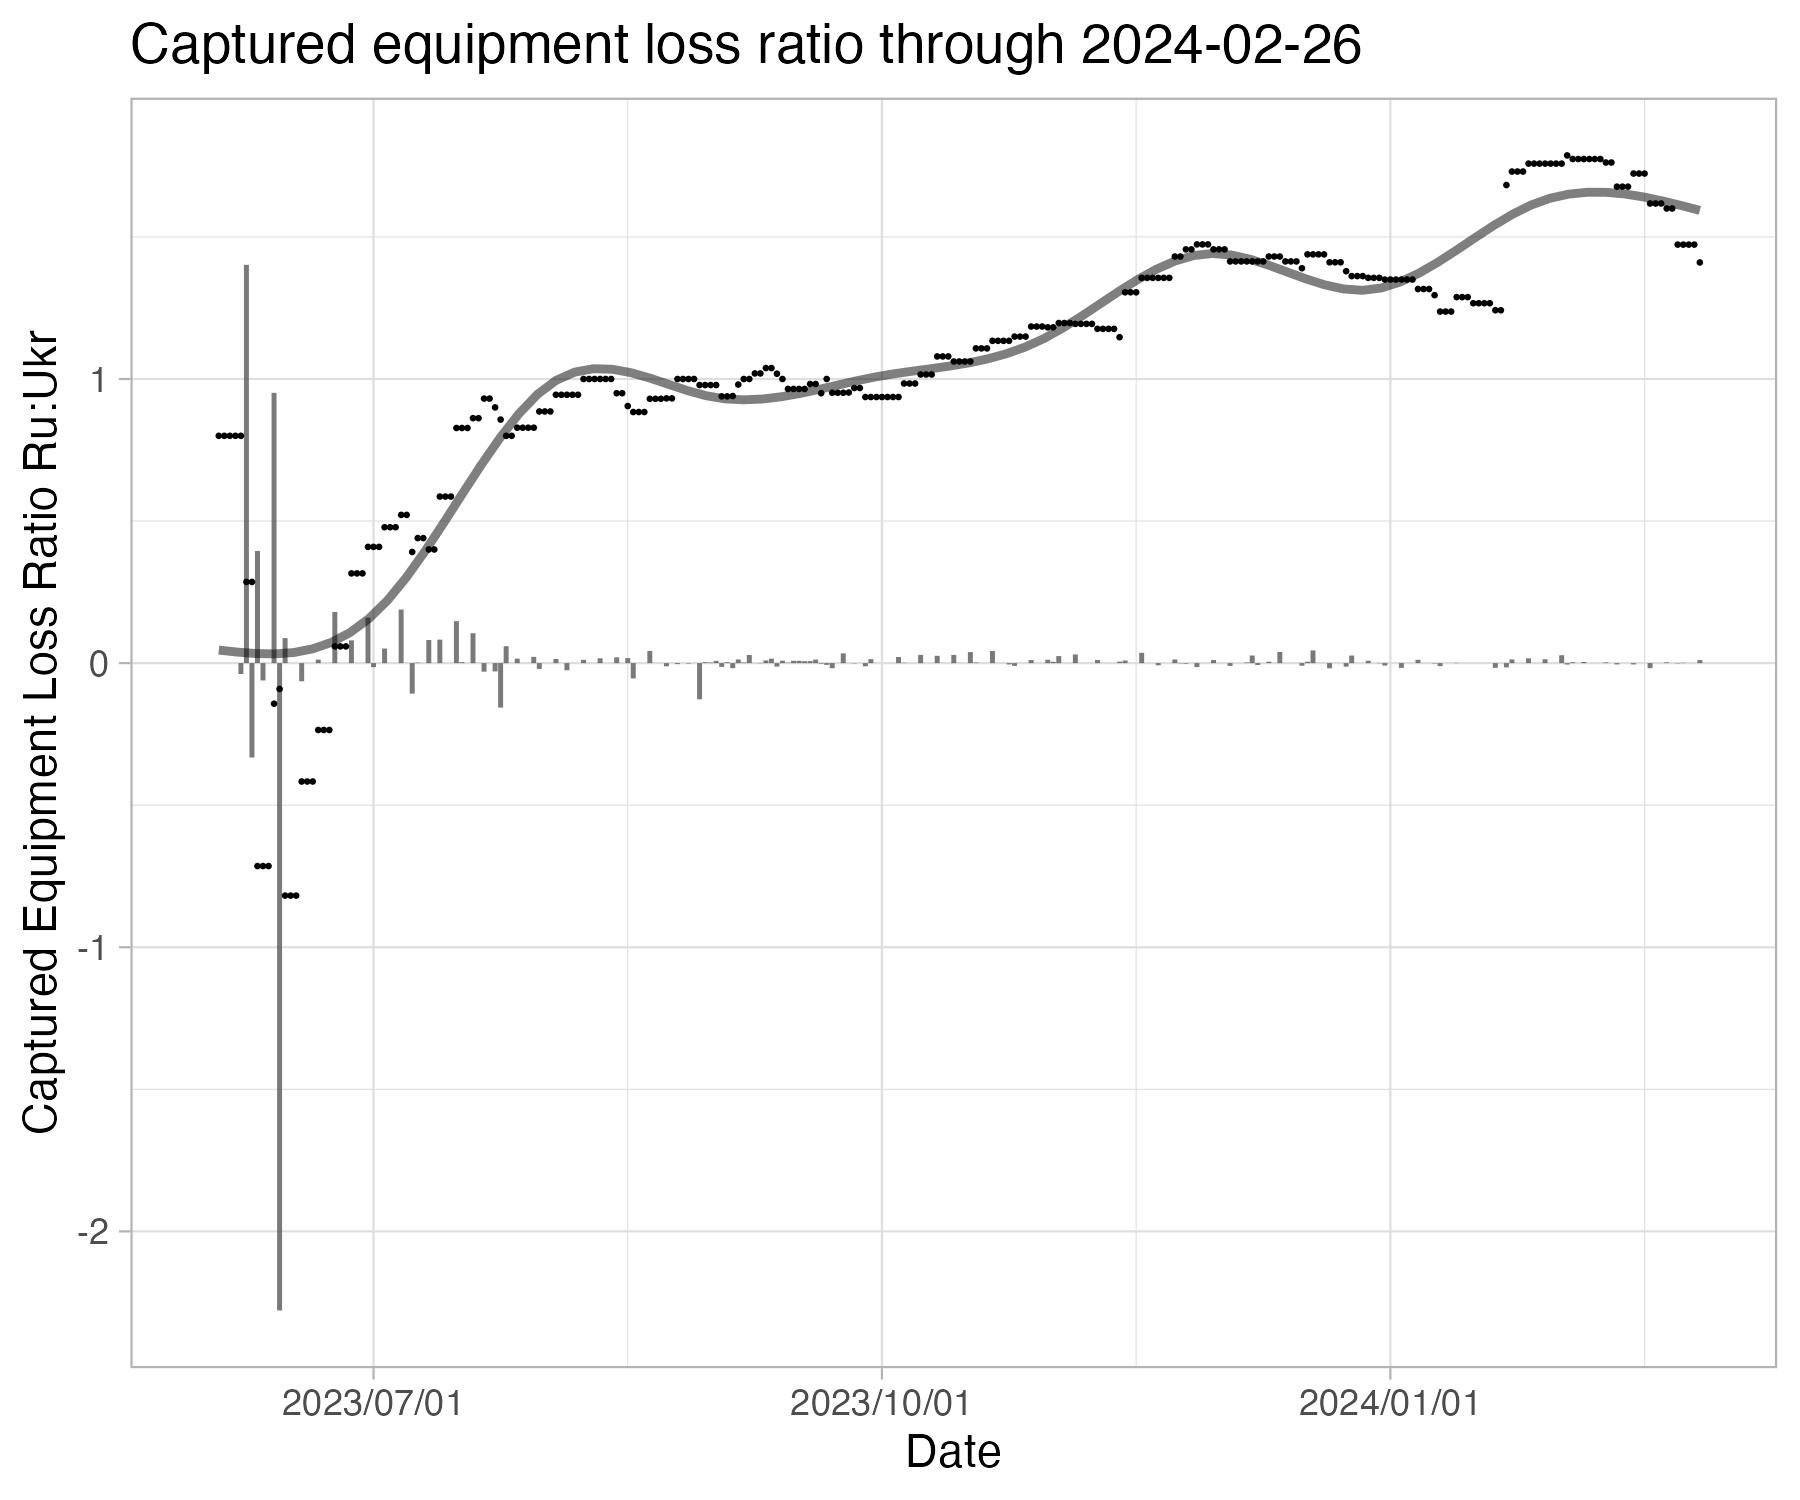 Captured equipment loss ratio through 2024-02-26
Captured Equipment Loss Ratio Ru:Ukr
1
0
-1
-2
2023/07/01
2023/10/01
2024/01/01
Date